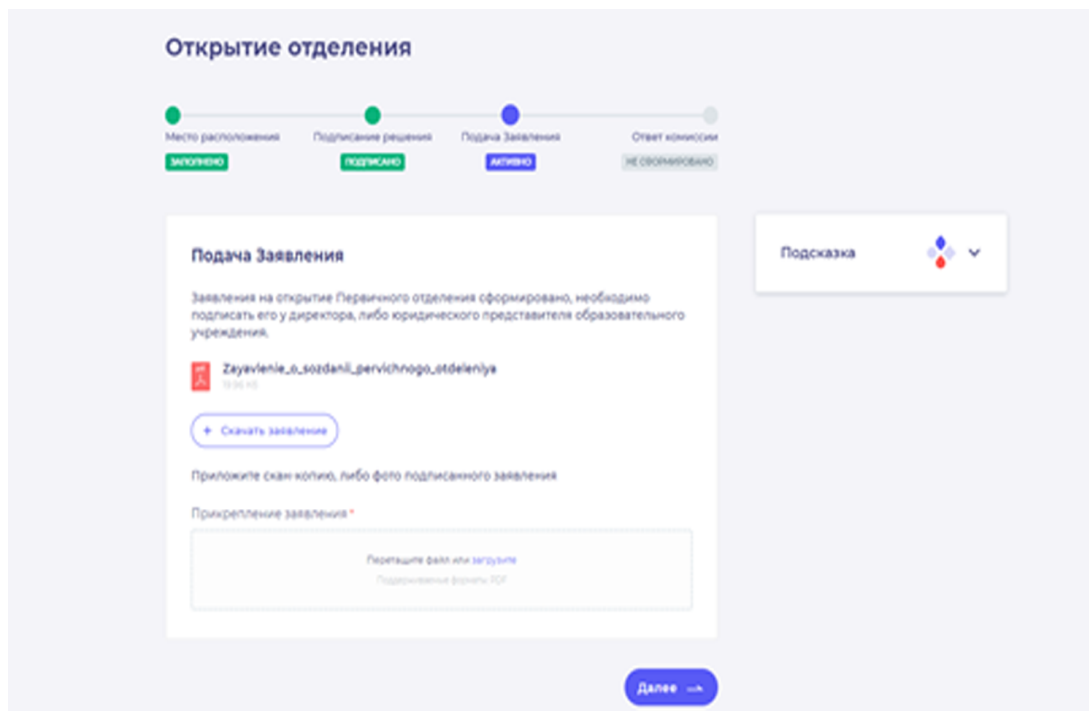 Открытие отделения
Место расположения
Подписание решения
Подача Заявления
Ответ комиссии
ЗАПОЛНЕНО
ПОДПИСАНО
АКТИВНО
НЕ СФОРМИРОВАНО
Подача Заявления
Заявления на открытие Первичного отделения сформировано, необходимо
подписать его у директора, либо юридического представителя образовательного
учреждения.
Zayavlenie_o_sozdanii_pervichnogo_otdeleniya
+ Скачать заявление
Приложите скан-копию, либо фото подписанного заявления
Прикрепление заявления *
Перетащите файл или загрузите
Поддерживаемые форматы: PDF
Далее
Подсказка